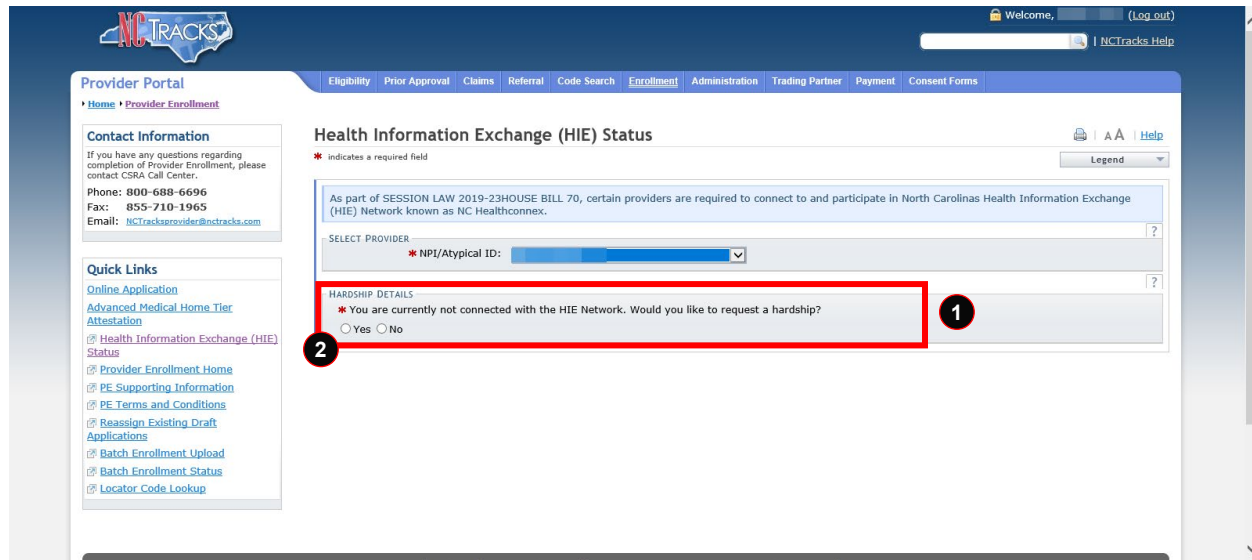 Welcome, (Log out)
NCTRACKS
| NCTracks Help
Provider Portal
Eligibility Prior Approval Claims Referral Code Search Enrollment Administration Trading Partner Payment Consent Forms
Home Provider Enrollment
Contact Information
If you have any questions regarding
completion of Provider Enrollment, please
contact CSRA Call Center.
Phone: 800-688-6696
Fax: 855-710-1965
Email: NCTracksprovider@nctracks.com
Quick Links
Online Application
Advanced Medical Home Tier
Attestation
Health Information Exchange (HIE)
Status
Provider Enrollment Home
PE Supporting Information
PE Terms and Conditions
Reassign Existing Draft
Applications
Batch Enrollment Upload
Batch Enrollment Status
Locator Code Lookup
Health Information Exchange (HIE) Status
| A A | Help
* indicates a required field
Legend
As part of SESSION LAW 2019-23HOUSE BILL 70, certain providers are required to connect to and participate in North Carolinas Health Information Exchange
(HIE) Network known as NC Healthconnex.
?
SELECT PROVIDER
* NPI/Atypical ID:
?
HARDSHIP DETAILS
* You are currently not connected with the HIE Network. Would you like to request a hardship?
Yes No
1
2